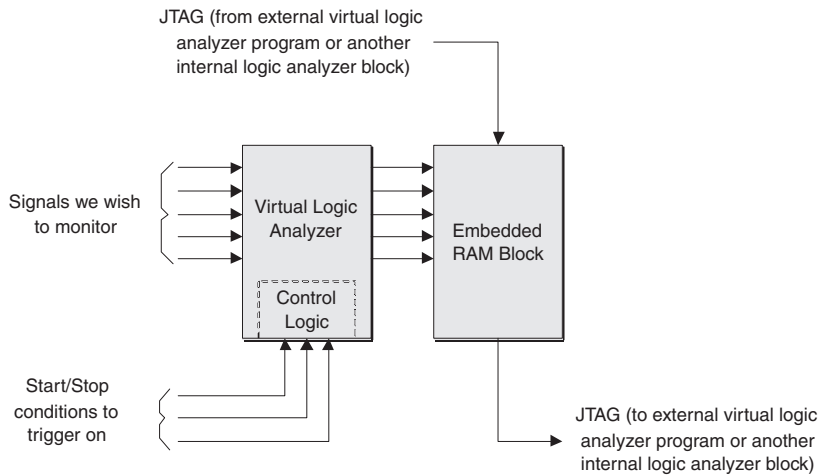 JTAG (from external virtual logic
analyzer program or another
internal logic analyzer block)
Signals we wish
to monitor
Virtual Logic
Analyzer
Embedded
RAM Block
Control
Logic
Start/Stop
conditions to
trigger on
JTAG (to external virtual logic
analyzer program or another
internal logic analyzer block)